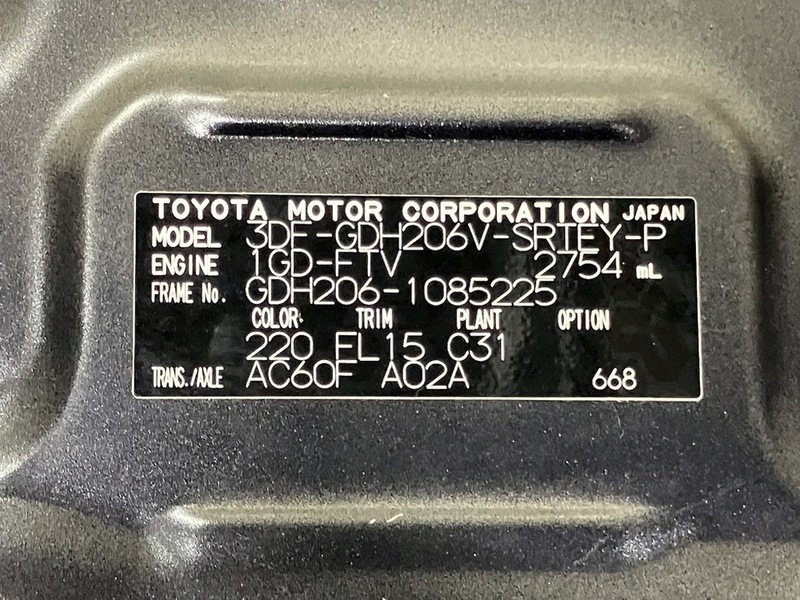 TOYOTA MOTOR CORPORATION JAPAN
MODEL 3DF-GDH206V-SRTEY-P
ENGINE 1GD-FTV 2754 mL
FRAME No. GDH206-1085225
COLOR TRIM PLANT OPTION
220 FL15 C31
TRANS./AXLE AC60F A02A 668